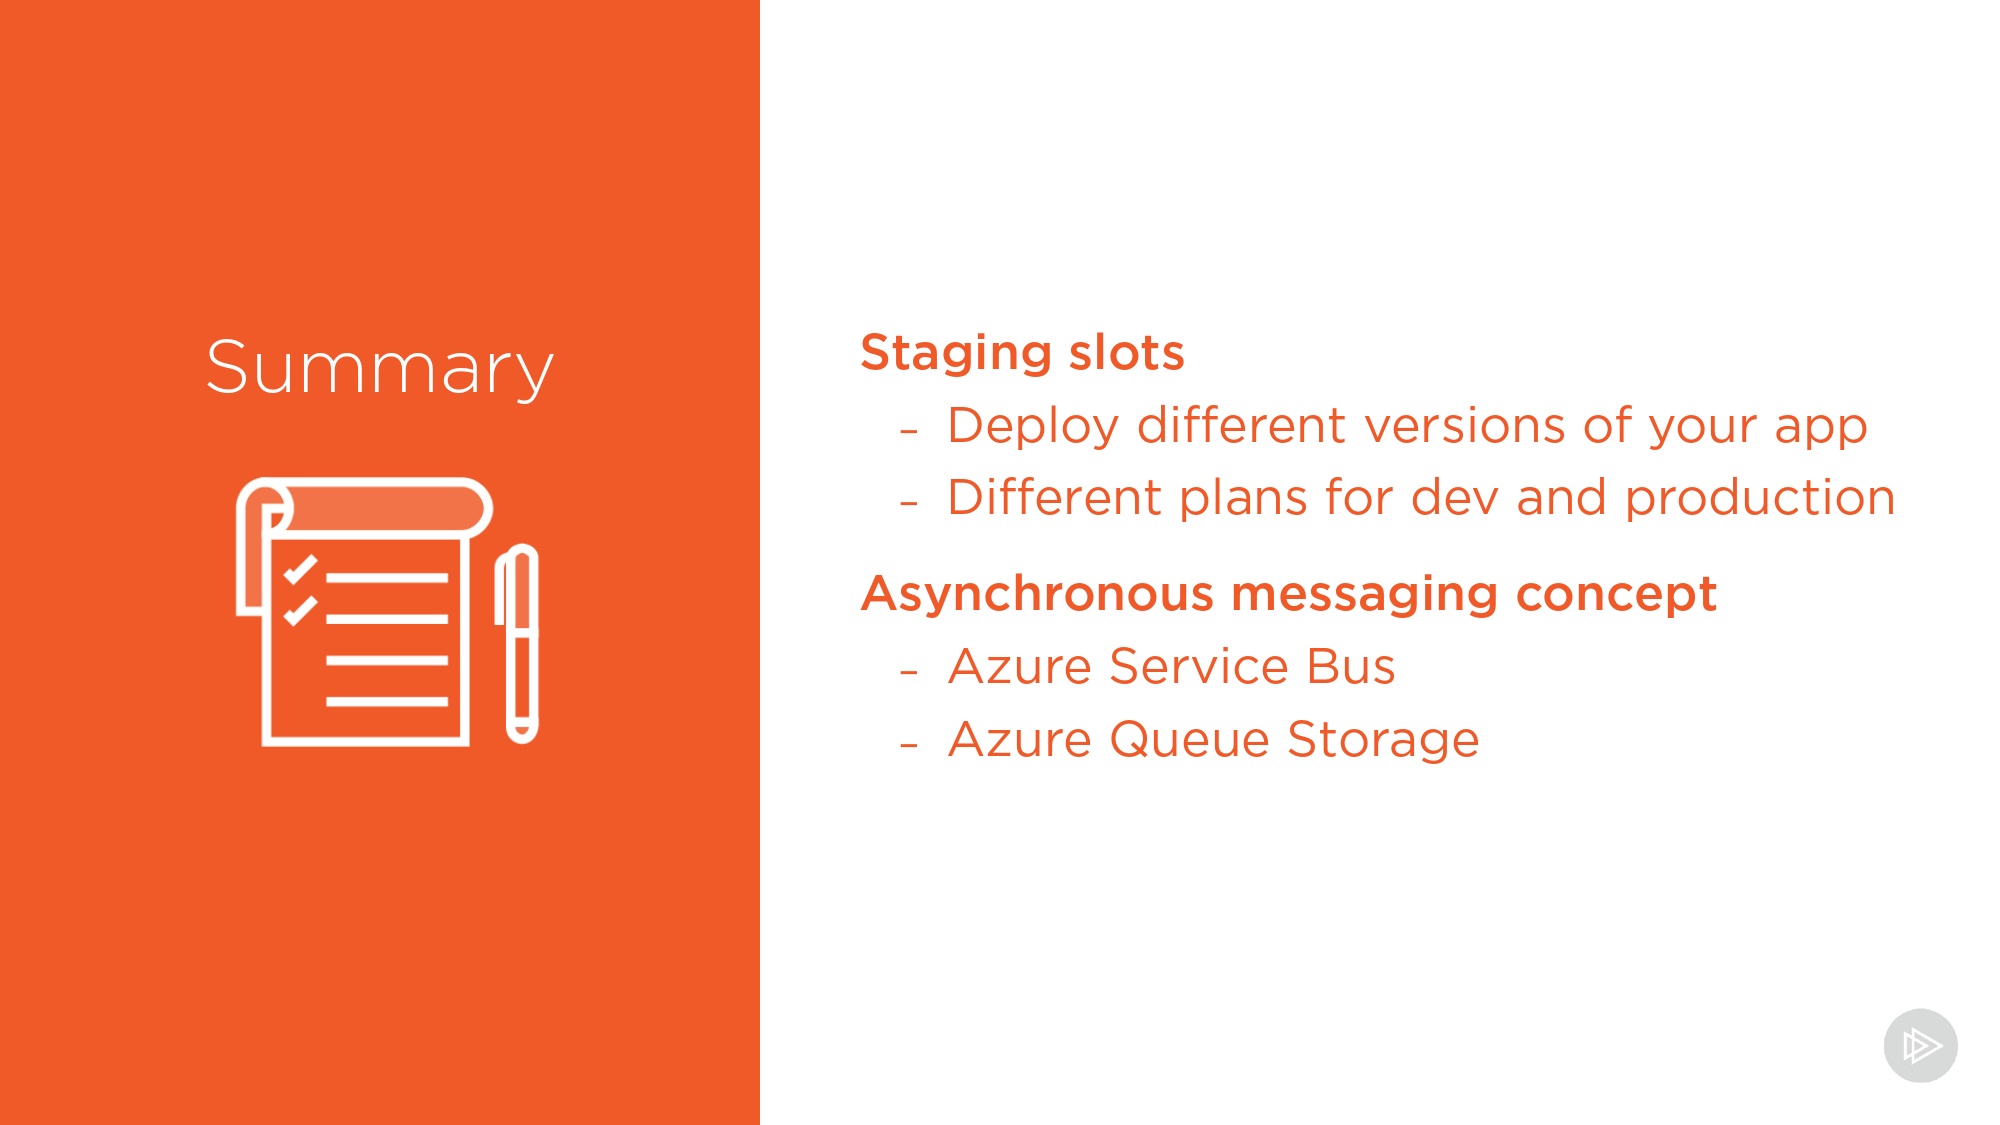 Summary
Staging slots
- Deploy different versions of your app
- Different plans for dev and production
Asynchronous messaging concept
- Azure Service Bus
- Azure Queue Storage